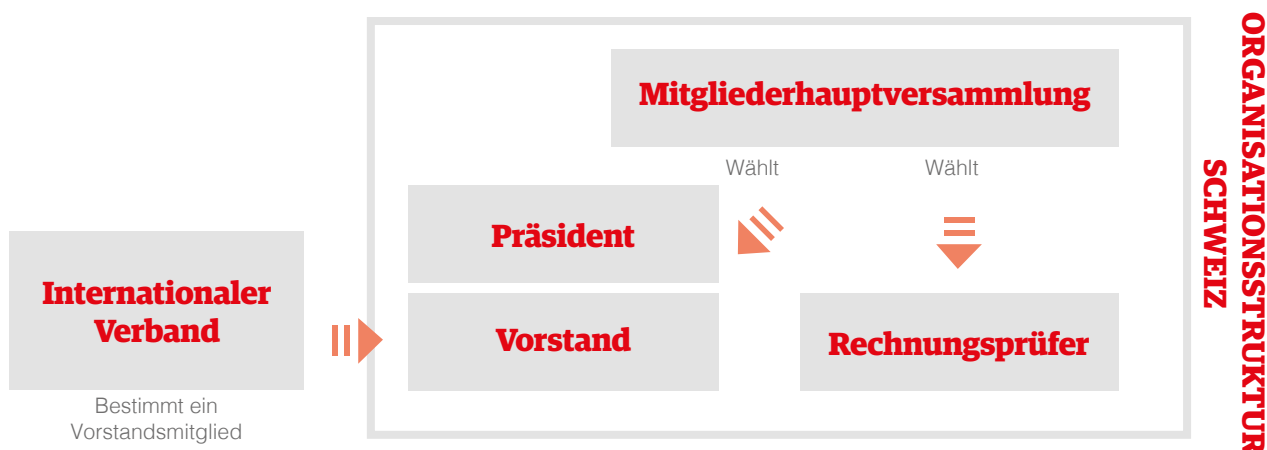 Mitgliederhauptversammlung
Wählt
Wählt
Präsident
Vorstand
Rechnungsprüfer
Internationaler
Verband
Bestimmt ein
Vorstandsmitglied
ORGANISATIONSSTRUKTUR
SCHWEIZ